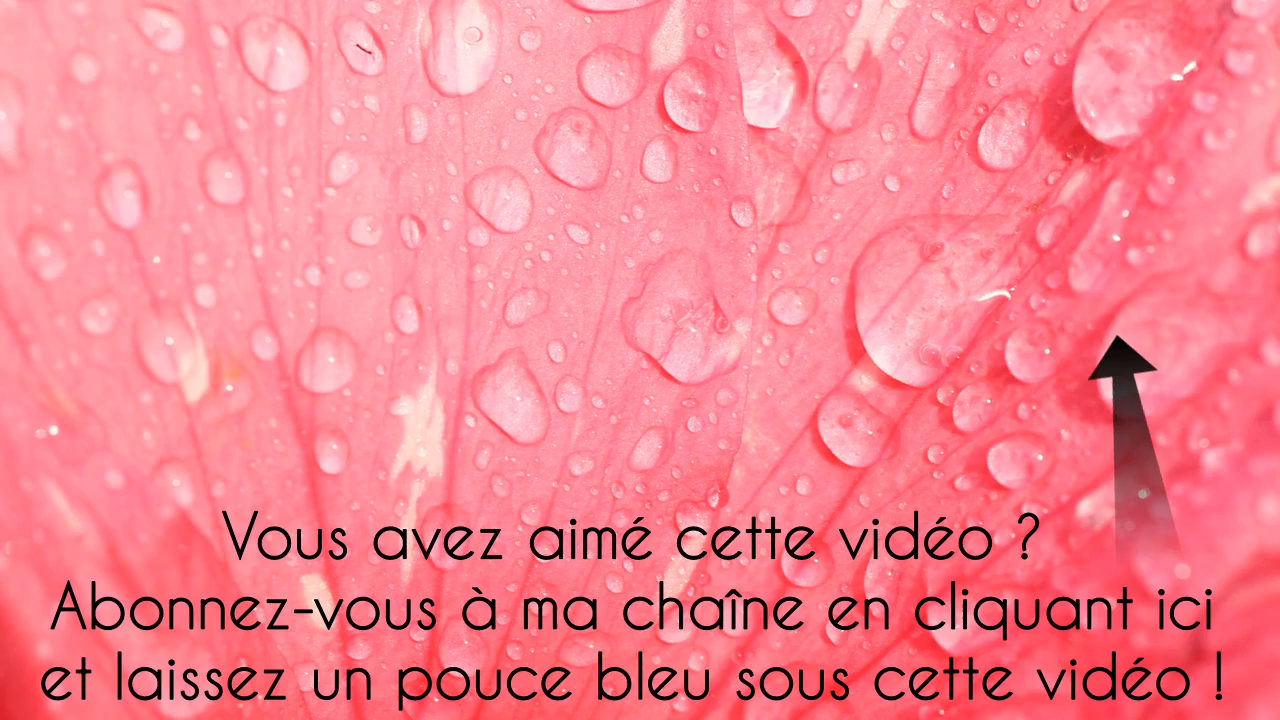 Vous avez aimé cette vidéo ?
Abonnez-vous à ma chaîne en cliquant ici
et laissez un pouce bleu sous cette vidéo !